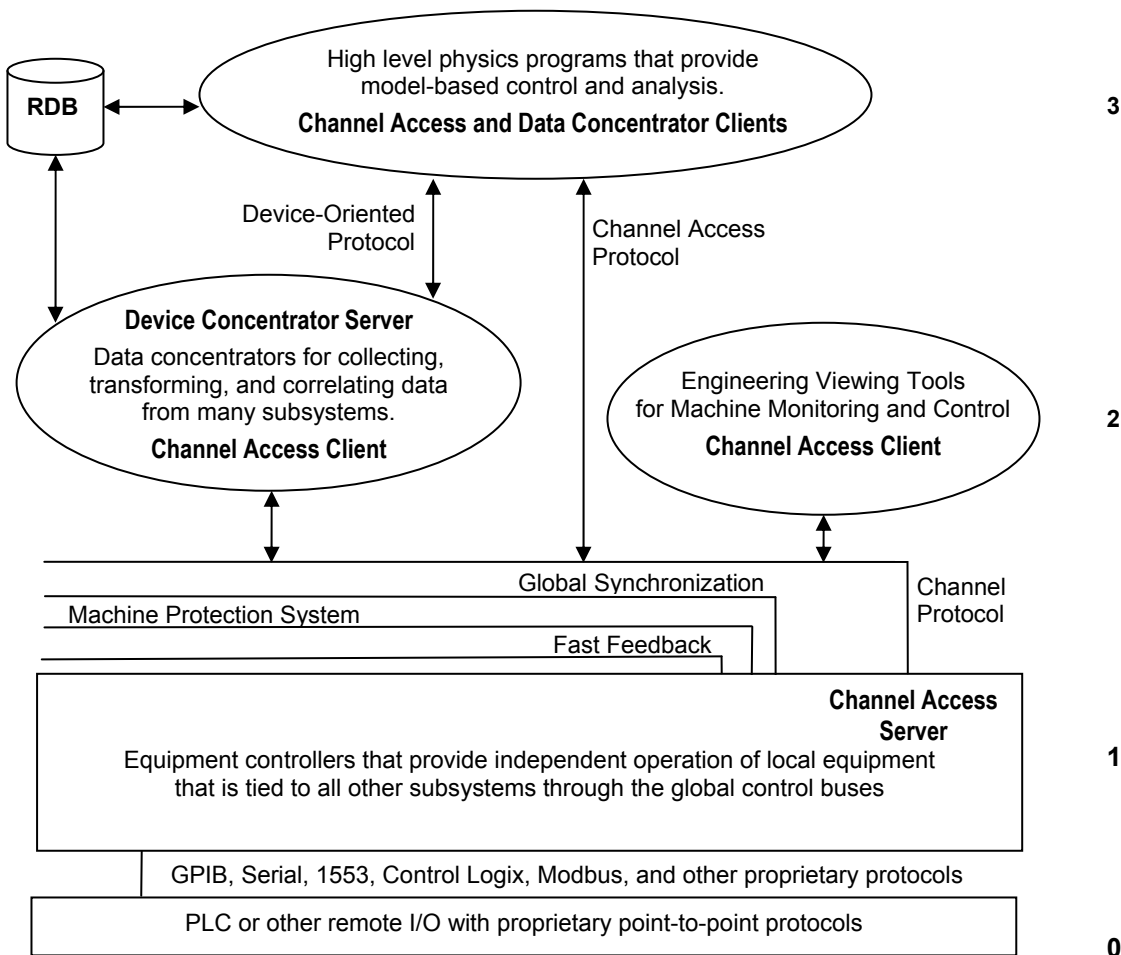 High level physics programs that provide
model-based control and analysis.
Channel Access and Data Concentrator Clients
RDB
3
Device-Oriented
Protocol
Channel Access
Protocol
Device Concentrator Server
Data concentrators for collecting,
transforming, and correlating data
from many subsystems.
Channel Access Client
Engineering Viewing Tools
for Machine Monitoring and Control
Channel Access Client
2
Global Synchronization
Channel
Protocol
Machine Protection System
Fast Feedback
Channel Access
Server
Equipment controllers that provide independent operation of local equipment
that is tied to all other subsystems through the global control buses
1
GPIB, Serial, 1553, Control Logix, Modbus, and other proprietary protocols
PLC or other remote I/O with proprietary point-to-point protocols
0